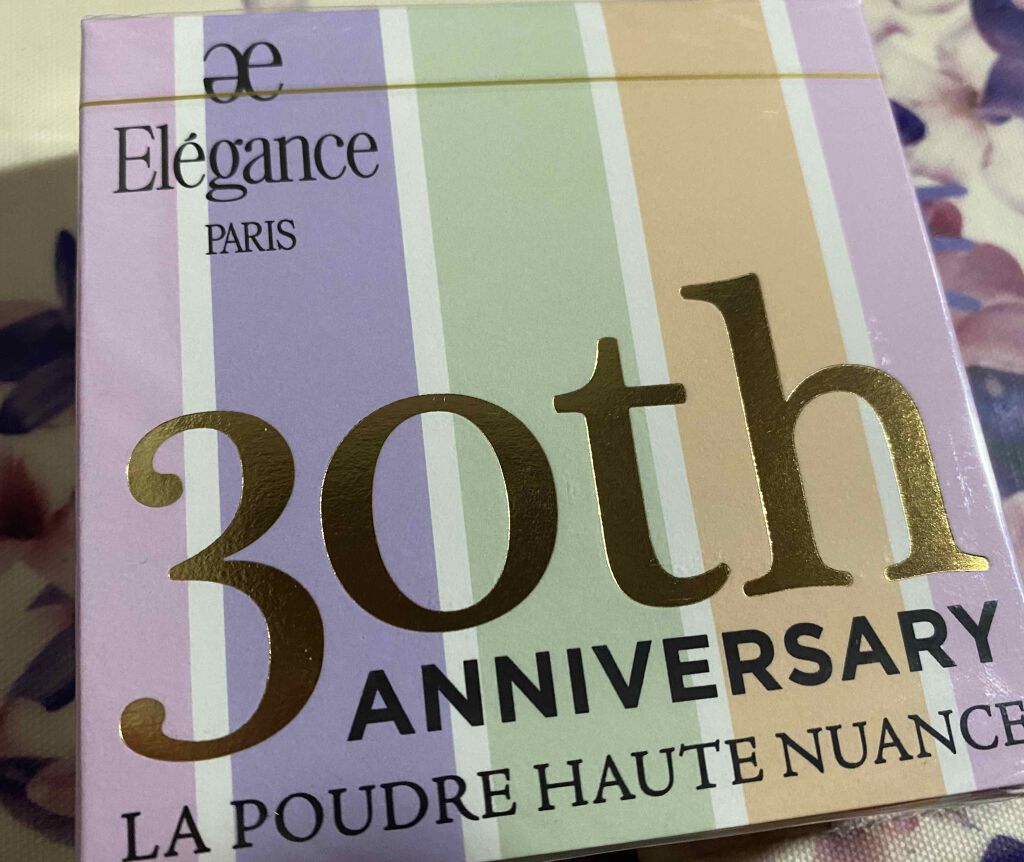 æ
Elégance
PARIS
30th
ANNIVERSARY
LA POUDRE HAUTE NUANCE